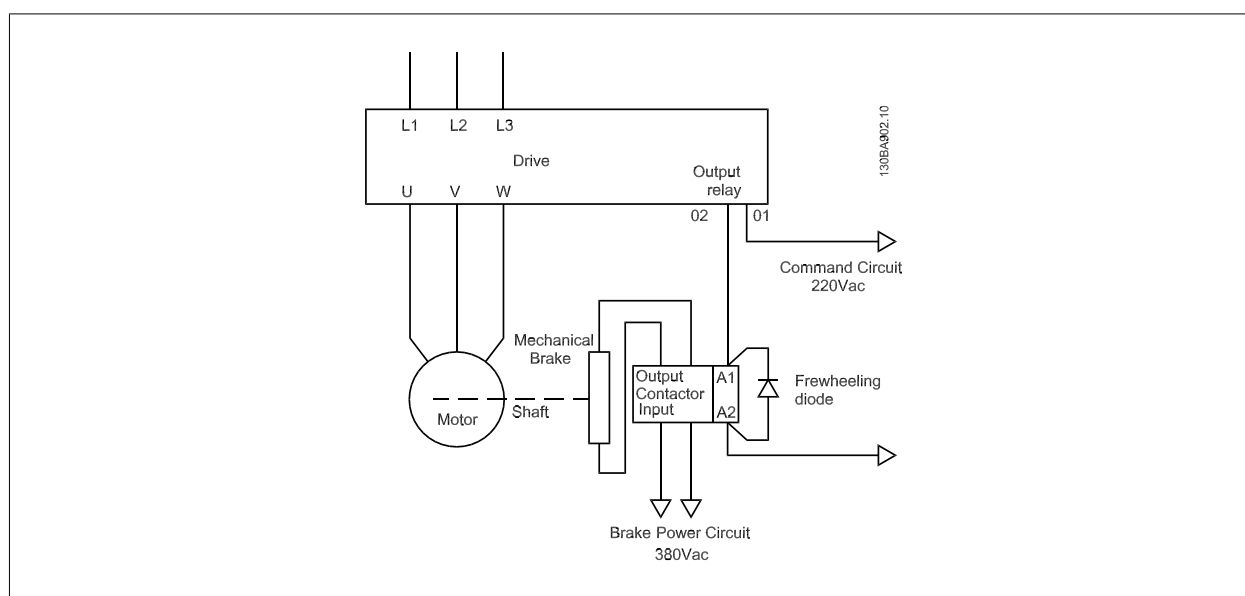 L1 L2 L3
Drive
Output
relay
U V W
02 01
130BA902.10
Command Circuit
220Vac
Mechanical
Brake
Output
Contactor
Input
A1
A2
Frewheeling
diode
Motor
Shaft
Brake Power Circuit
380Vac